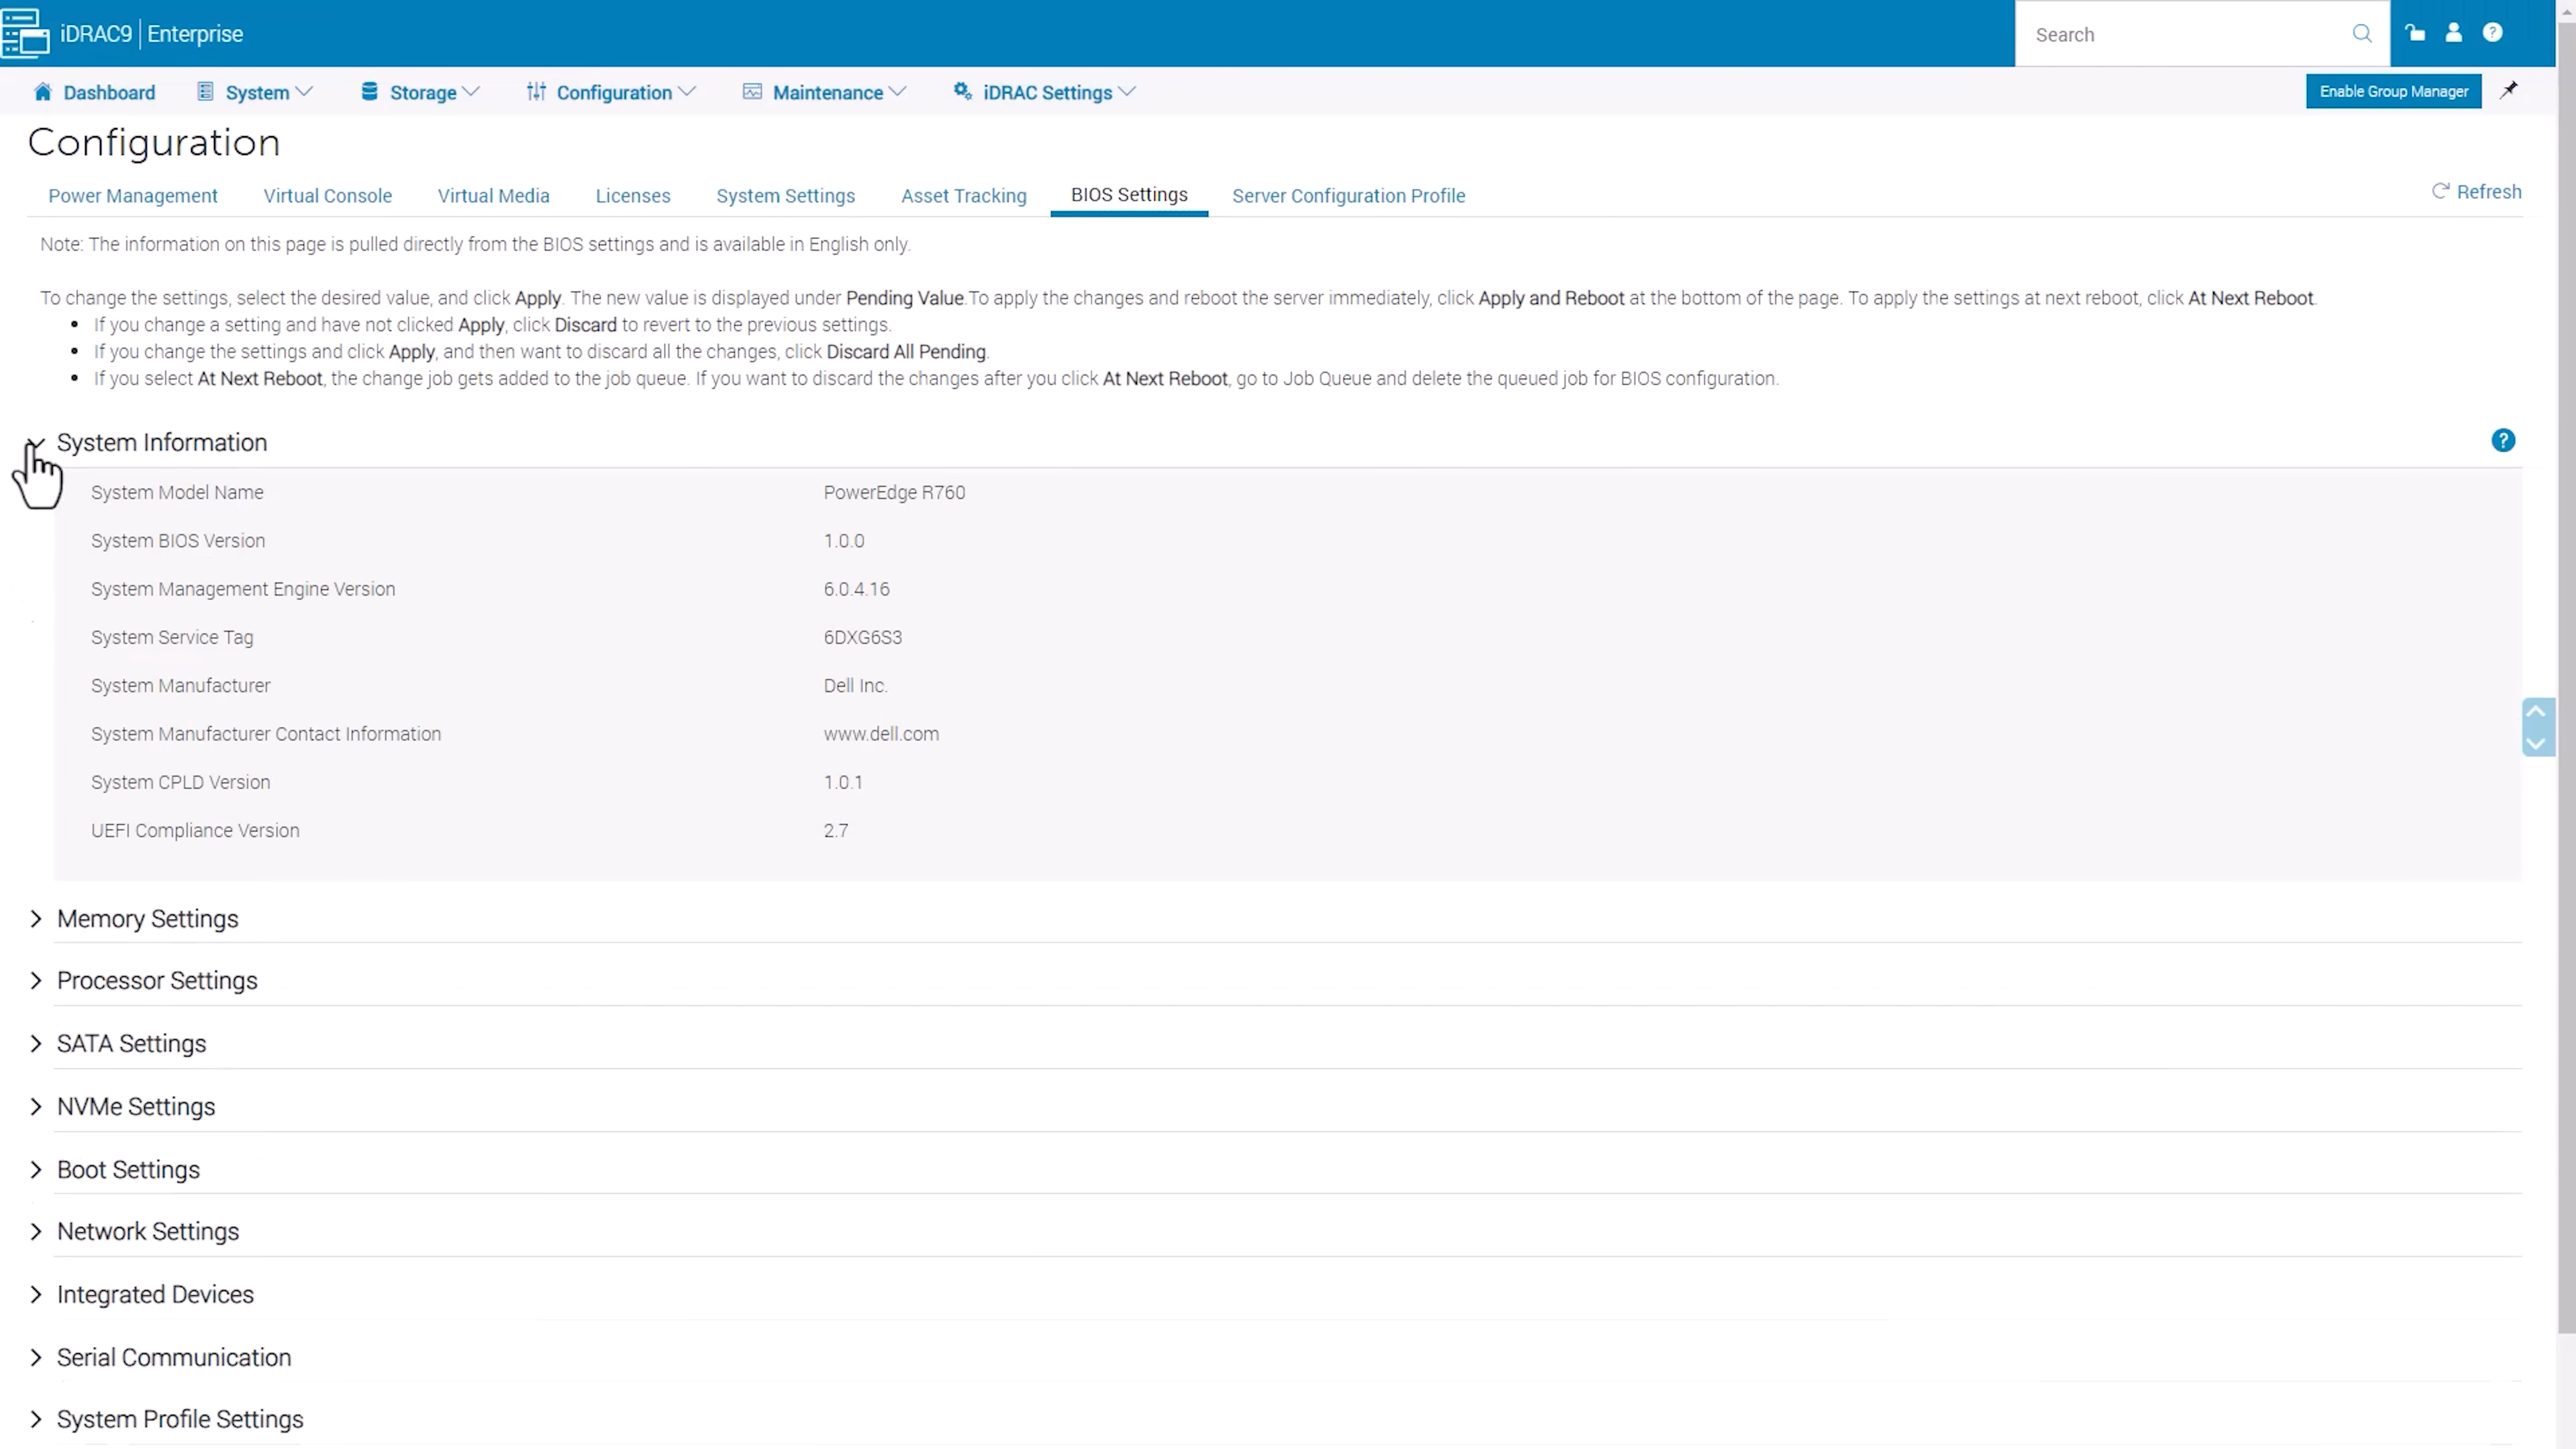 iDRAC9 | Enterprise
Search
Dashboard System Storage Configuration Maintenance iDRAC Settings Enable Group Manager
Configuration
Power Management Virtual Console Virtual Media Licenses System Settings Asset Tracking BIOS Settings Server Configuration Profile Refresh
Note: The information on this page is pulled directly from the BIOS settings and is available in English only.
To change the settings, select the desired value, and click Apply. The new value is displayed under Pending Value.To apply the changes and reboot the server immediately, click Apply and Reboot at the bottom of the page. To apply the settings at next reboot, click At Next Reboot.
• If you change a setting and have not clicked Apply, click Discard to revert to the previous settings.
• If you change the settings and click Apply, and then want to discard all the changes, click Discard All Pending.
• If you select At Next Reboot, the change job gets added to the job queue. If you want to discard the changes after you click At Next Reboot, go to Job Queue and delete the queued job for BIOS configuration.
System Information
System Model Name PowerEdge R760
System BIOS Version 1.0.0
System Management Engine Version 6.0.4.16
System Service Tag 6DXG6S3
System Manufacturer Dell Inc.
System Manufacturer Contact Information www.dell.com
System CPLD Version 1.0.1
UEFI Compliance Version 2.7
Memory Settings
Processor Settings
SATA Settings
NVMe Settings
Boot Settings
Network Settings
Integrated Devices
Serial Communication
System Profile Settings